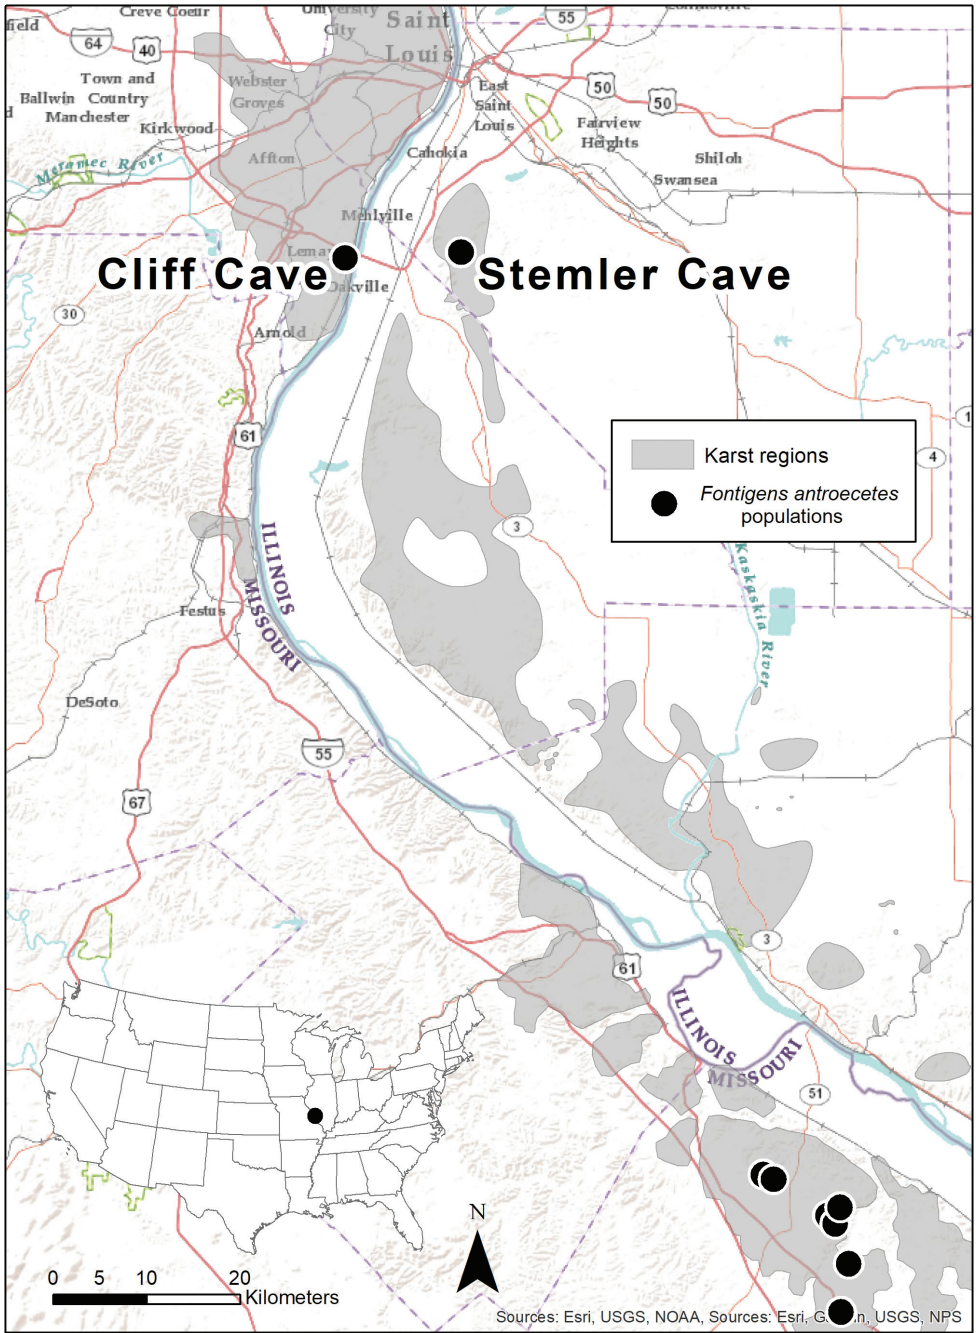 Creve Coeur
University
City
Saint
Louis
55
field
64
40
Town and
Country
Ballwin
Manchester
Kirkwood
Webster
Groves
Affton
East
Saint
Louis
50
50
Fairview
Heights
Shiloh
Swansea
Cahokia
Meramec River
Mehlville
Cliff Cave
Stemler Cave
Oakville
30
Arnold
61
Karst regions
Fontigens antroecetes
populations
4
3
ILLINOIS
MISSOURI
Kaskaskia River
Festus
DeSoto
55
67
3
61
ILLINOIS
MISSOURI
51
N
0 5 10 20
Kilometers
Sources: Esri, USGS, NOAA, Sources: Esri, USGS, NPS